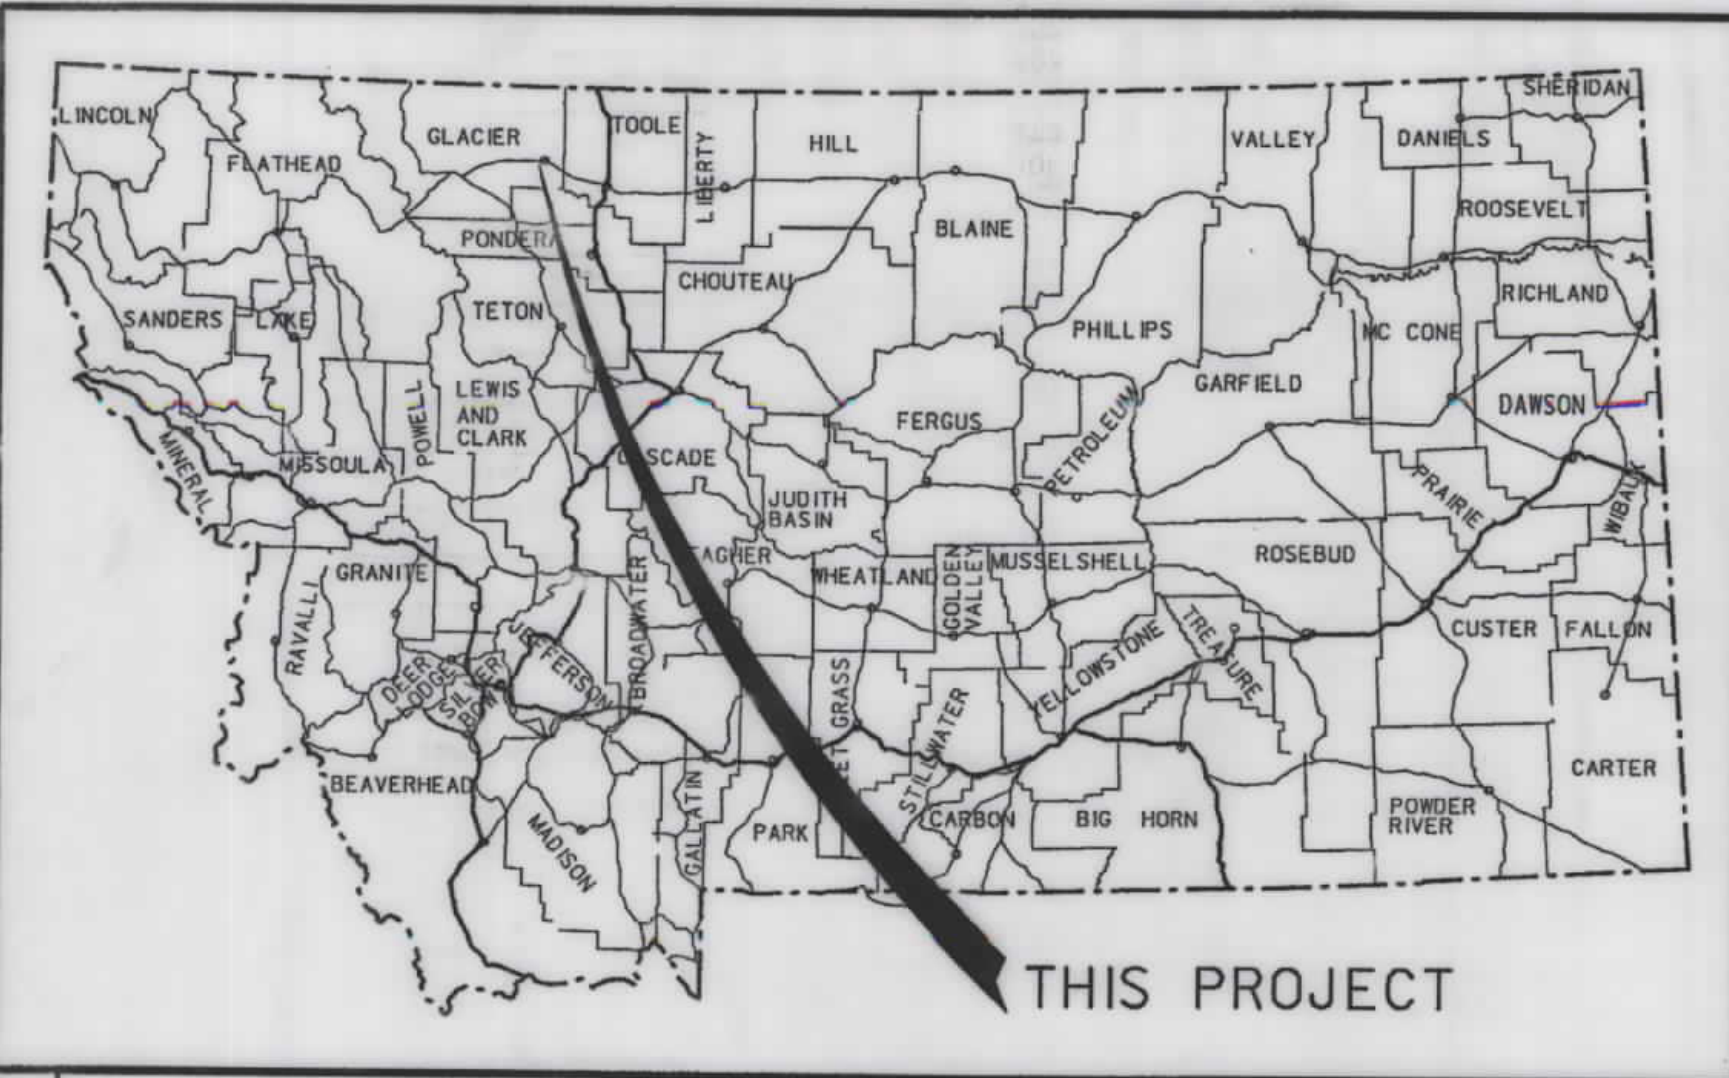 SHERIDAN
LINCOLN
GLACIER
TOOLE
LIBERTY
HILL
VALLEY
DANIELS
FLATHEAD
ROOSEVELT
PONDERA
BLAINE
CHOUTEAU
RICHLAND
SANDERS
LAKE
TETON
PHILLIPS
MC CONE
LEWIS
AND
CLARK
POWELL
GARFIELD
DAWSON
FERGUS
PETROLEUM
MINERAL
MISSOULA
CASCADE
JUDITH
BASIN
PRAIRIE
WIBAUX
GRANITE
EAGHER
WHEATLAND
GOLDEN
VALLEY
MUSSELSHELL
ROSEBUD
RAVALLI
JEFFERSON
BROADWATER
TREASURE
CUSTER
FALLON
DEER
LODGE
SILVER
BOW
YELLOWSTONE
ET GRASS
STILLWATER
BEAVERHEAD
CARTER
MADISON
GALLATIN
PARK
CARBON
BIG HORN
POWDER
RIVER
THIS PROJECT